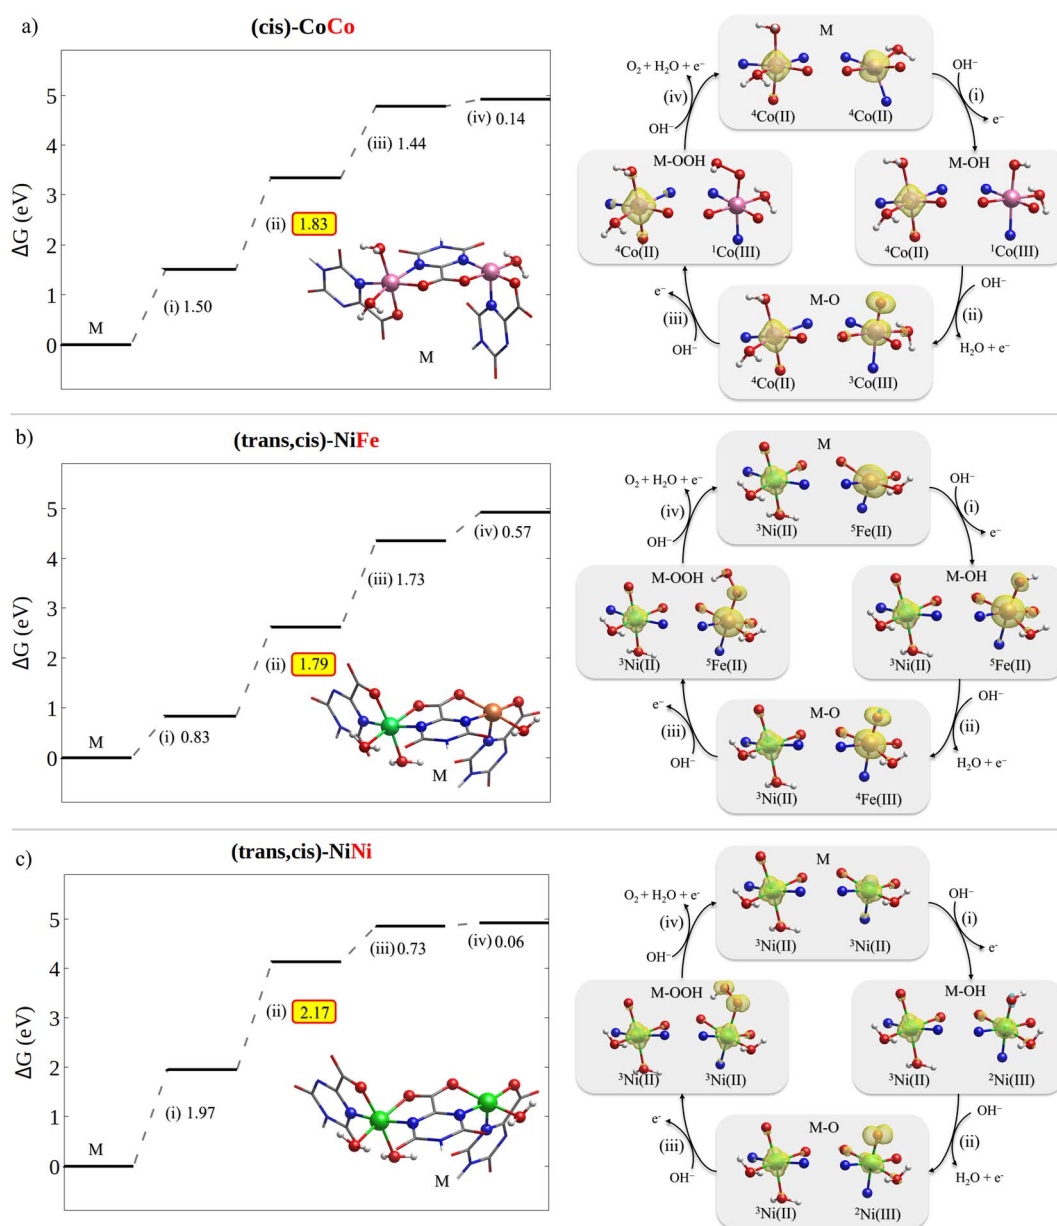 a)
(cis)-CoCo
ΔG (eV)
5
4
3
2
1
0
M
(i) 1.50
(ii) 1.83
(iii) 1.44
(iv) 0.14
M
M
⁴Co(II) ⁴Co(II)
OH⁻
(i)
e⁻
M-OH
⁴Co(II) ¹Co(III)
OH⁻
(ii)
H₂O + e⁻
M-O
⁴Co(II) ³Co(III)
e⁻
(iii)
OH⁻
M-OOH
⁴Co(II) ¹Co(III)
O₂ + H₂O + e⁻
(iv)
OH⁻
b)
(trans,cis)-NiFe
ΔG (eV)
5
4
3
2
1
0
M
(i) 0.83
(ii) 1.79
(iii) 1.73
(iv) 0.57
M
M
³Ni(II) ⁵Fe(II)
OH⁻
(i)
e⁻
M-OH
³Ni(II) ⁵Fe(II)
OH⁻
(ii)
H₂O + e⁻
M-O
³Ni(II) ⁴Fe(III)
e⁻
(iii)
OH⁻
M-OOH
³Ni(II) ⁵Fe(II)
O₂ + H₂O + e⁻
(iv)
OH⁻
c)
(trans,cis)-NiNi
ΔG (eV)
5
4
3
2
1
0
M
(i) 1.97
(ii) 2.17
(iii) 0.73
(iv) 0.06
M
M
³Ni(II) ³Ni(II)
OH⁻
(i)
e⁻
M-OH
³Ni(II) ²Ni(III)
OH⁻
(ii)
H₂O + e⁻
M-O
³Ni(II) ²Ni(III)
e⁻
(iii)
OH⁻
M-OOH
³Ni(II) ³Ni(II)
O₂ + H₂O + e⁻
(iv)
OH⁻